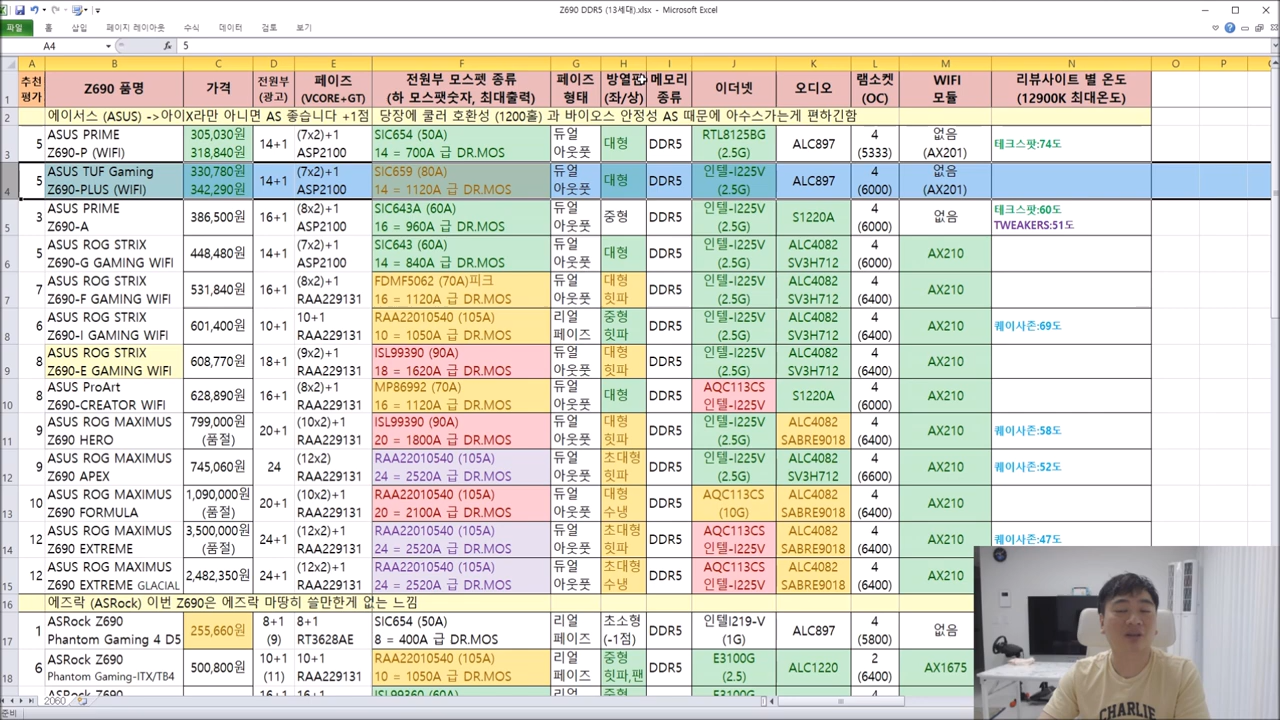 Z690 DDR5 (13세대).xlsx - Microsoft Excel
파일 홈 삽입 페이지 레이아웃 수식 데이터 검토 보기
A4 fx 5
A B C D E F G H I J K L M N O P
1 추천 평가 Z690 품명 가격 전원부 (광고) 페이즈 (VCORE+GT) 전원부 모스펫 종류 (하 모스팻숫자, 최대출력) 페이즈 형태 방열판 (좌/상) 메모리 종류 이더넷 오디오 램소켓 (OC) WIFI 모듈 리뷰사이트 별 온도 (12900K 최대온도)
2 에이서스 (ASUS) ->아이X라만 아니면 AS 좋습니다 +1점 당장에 쿨러 호환성 (1200홀) 과 바이오스 안정성 AS 때문에 아수스가는게 편하긴함
3 5 ASUS PRIME Z690-P (WIFI) 305,030원 318,840원 14+1 (7x2)+1 ASP2100 SIC654 (50A) 14 = 700A 급 DR.MOS 듀얼 아웃풋 대형 DDR5 RTL8125BG (2.5G) ALC897 4 (5333) 없음 (AX201) 테크스팟:74도
4 5 ASUS TUF Gaming Z690-PLUS (WIFI) 330,780원 342,290원 14+1 (7x2)+1 ASP2100 SIC659 (80A) 14 = 1120A 급 DR.MOS 듀얼 아웃풋 대형 DDR5 인텔-I225V (2.5G) ALC897 4 (6000) 없음 (AX201)
5 3 ASUS PRIME Z690-A 386,500원 16+1 (8x2)+1 ASP2100 SIC643A (60A) 16 = 960A 급 DR.MOS 듀얼 아웃풋 중형 DDR5 인텔-I225V (2.5G) S1220A 4 (6000) 없음 테크스팟:60도 TWEAKERS:51도
6 5 ASUS ROG STRIX Z690-G GAMING WIFI 448,480원 14+1 (7x2)+1 ASP2100 SIC643 (60A) 14 = 840A 급 DR.MOS 듀얼 아웃풋 대형 DDR5 인텔-I225V (2.5G) ALC4082 SV3H712 4 (6000) AX210
7 5 ASUS ROG STRIX Z690-F GAMING WIFI 531,840원 16+1 (8x2)+1 RAA229131 FDMF5062 (70A)피크 16 = 1120A 급 DR.MOS 듀얼 아웃풋 대형 힛파 DDR5 인텔-I225V (2.5G) ALC4082 SV3H712 4 (6400) AX210
8 6 ASUS ROG STRIX Z690-I GAMING WIFI 601,400원 10+1 10+1 RAA229131 RAA22010540 (105A) 10 = 1050A 급 DR.MOS 리얼 페이즈 중형 힛파 DDR5 인텔-I225V (2.5G) ALC4082 SV3H712 4 (6400) AX210 퀘이사존:69도
9 8 ASUS ROG STRIX Z690-E GAMING WIFI 608,770원 18+1 (9x2)+1 RAA229131 ISL99390 (90A) 18 = 1620A 급 DR.MOS 듀얼 아웃풋 대형 힛파 DDR5 인텔-I225V (2.5G) ALC4082 SV3H712 4 (6400) AX210
10 8 ASUS ProArt Z690-CREATOR WIFI 628,890원 16+1 (8x2)+1 RAA229131 MP86992 (70A) 16 = 1120A 급 DR.MOS 듀얼 아웃풋 대형 DDR5 AQC113CS 인텔-I225V S1220A 4 (6000) AX210
11 9 ASUS ROG MAXIMUS Z690 HERO 799,000원 (품절) 20+1 (10x2)+1 RAA229131 ISL99390 (90A) 20 = 1800A 급 DR.MOS 듀얼 아웃풋 대형 힛파 DDR5 인텔-I225V (2.5G) ALC4082 SABRE9018 4 (6400) AX210 퀘이사존:58도
12 9 ASUS ROG MAXIMUS Z690 APEX 745,060원 24 (12x2) RAA229131 RAA22010540 (105A) 24 = 2520A 급 DR.MOS 듀얼 아웃풋 초대형 힛파 DDR5 인텔-I225V (2.5G) ALC4082 SV3H712 4 (6600) AX210 퀘이사존:52도
13 10 ASUS ROG MAXIMUS Z690 FORMULA 1,090,000원 (품절) 20+1 (10x2)+1 RAA229131 RAA22010540 (105A) 20 = 2100A 급 DR.MOS 듀얼 아웃풋 대형 수냉 DDR5 AQC113CS (10G) ALC4082 SABRE9018 4 (6400) AX210
14 12 ASUS ROG MAXIMUS Z690 EXTREME 3,500,000원 (품절) 24+1 (12x2)+1 RAA229131 RAA22010540 (105A) 24 = 2520A 급 DR.MOS 듀얼 아웃풋 초대형 힛파 DDR5 AQC113CS 인텔-I225V ALC4082 SABRE9018 4 (6400) AX210 퀘이사존:47도
15 12 ASUS ROG MAXIMUS Z690 EXTREME GLACIAL 2,482,350원 24+1 (12x2)+1 RAA229131 RAA22010540 (105A) 24 = 2520A 급 DR.MOS 듀얼 아웃풋 초대형 수냉 DDR5 AQC113CS 인텔-I225V ALC4082 SABRE9018 4 (6400) AX210
16 에즈락 (ASRock) 이번 Z690은 에즈락 마땅히 쓸만한게 없는 느낌
17 1 ASRock Z690 Phantom Gaming 4 D5 255,660원 8+1 (9) 8+1 RT3628AE SIC654 (50A) 8 = 400A 급 DR.MOS 리얼 페이즈 초소형 (-1점) DDR5 인텔I219-V (1G) ALC897 4 (5800) 없음
18 6 ASRock Z690 Phantom Gaming-ITX/TB4 500,800원 10+1 (11) 10+1 RAA229131 RAA22010540 (105A) 10 = 1050A 급 DR.MOS 리얼 페이즈 중형 힛파,팬 DDR5 E3100G (2.5) ALC1220 2 (6400) AX1675
ASRock Z690 16+1 16+1 ISL99360 (90A) 리얼 중형 E3100G 4
2060
준비
CHARLIE